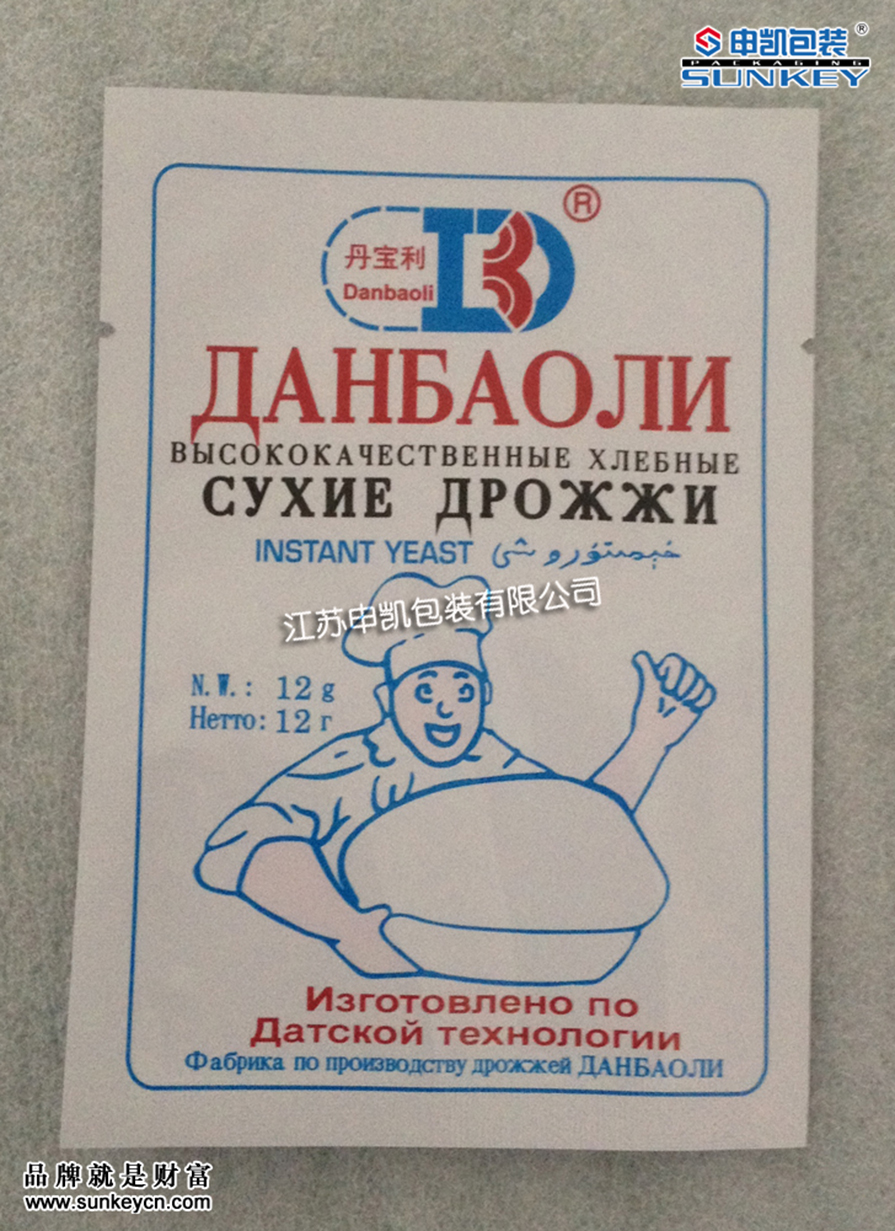 申凯包装®
PACKAGING
SUNKEY
®
丹宝利
Danbaoli
ДАНБАОЛИ
ВЫСОКОКАЧЕСТВЕННЫЕ ХЛЕБНЫЕ
СУХИЕ ДРОЖЖИ
INSTANT YEAST
江苏申凯包装有限公司
N.W.: 12g
Нетто: 12 г
Изготовлено по
Датской технологии
Фабрика по производству дрожжей ДАНБАОЛИ
品牌就是财富
www.sunkeycn.com